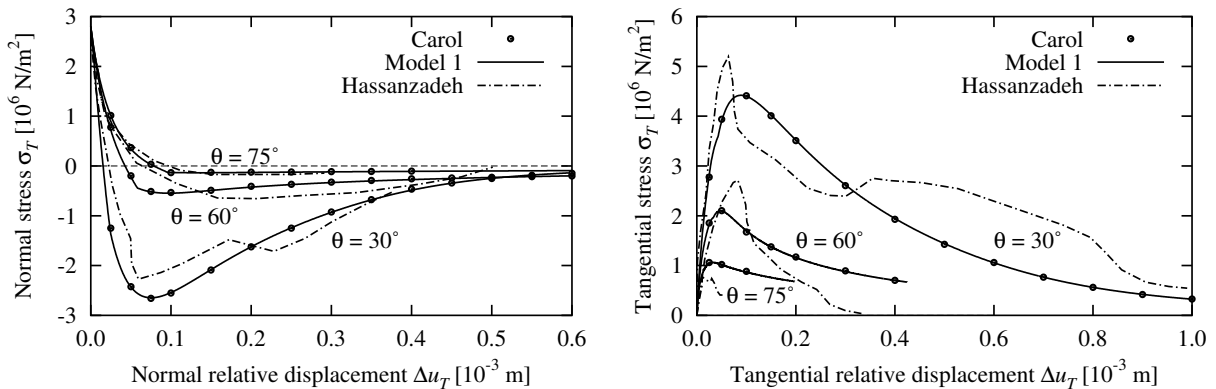 3
2
1
0
-1
-2
-3
0.0 0.1 0.2 0.3 0.4 0.5 0.6
Normal stress σT [10^6 N/m^2]
Normal relative displacement ΔuT [10^-3 m]
Carol
Model 1
Hassanzadeh
θ = 75°
θ = 60°
θ = 30°
6
5
4
3
2
1
0
0.0 0.2 0.4 0.6 0.8 1.0
Tangential stress σT [10^6 N/m^2]
Tangential relative displacement ΔuT [10^-3 m]
Carol
Model 1
Hassanzadeh
θ = 60°
θ = 30°
θ = 75°